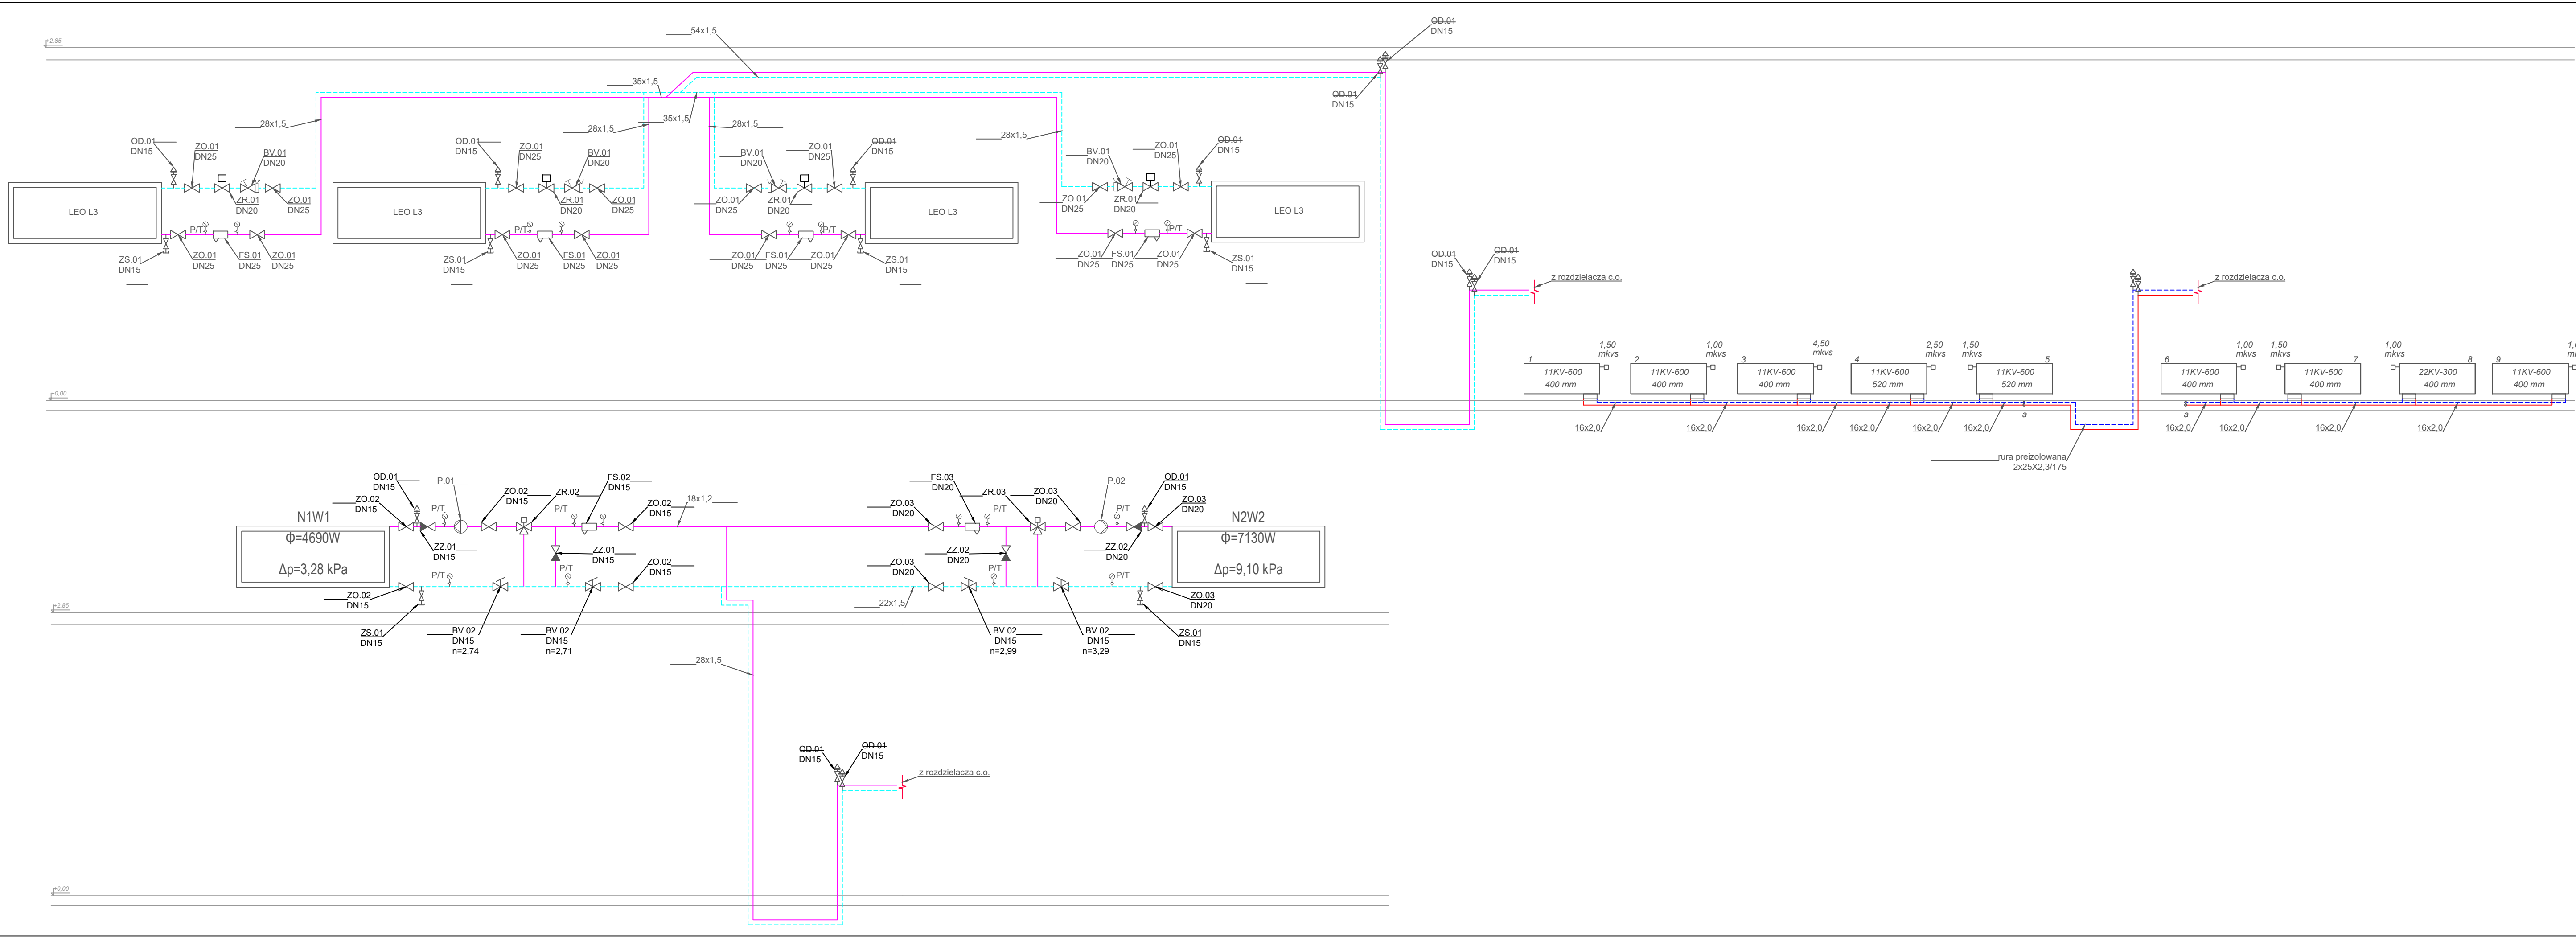 +2,85
54x1,5
OD.01
DN15
35x1,5
OD.01
DN15
28x1,5
28x1,5
35x1,5
28x1,5
28x1,5
OD.01
DN15
ZO.01
DN25
BV.01
DN20
OD.01
DN15
ZO.01
DN25
BV.01
DN20
BV.01
DN20
ZO.01
DN25
OD.01
DN15
BV.01
DN20
ZO.01
DN25
OD.01
DN15
LEO L3
ZR.01
DN20
ZO.01
DN25
LEO L3
ZR.01
DN20
ZO.01
DN25
ZO.01
DN25
ZR.01
DN20
LEO L3
ZO.01
DN25
ZR.01
DN20
LEO L3
P/T
P/T
P/T
P/T
ZS.01
DN15
ZO.01
DN25
FS.01
DN25
ZO.01
DN25
ZS.01
DN15
ZO.01
DN25
FS.01
DN25
ZO.01
DN25
ZO.01
DN25
FS.01
DN25
ZO.01
DN25
ZS.01
DN15
ZO.01
DN25
FS.01
DN25
ZO.01
DN25
ZS.01
DN15
OD.01
DN15
OD.01
DN15
z rozdzielacza c.o.
z rozdzielacza c.o.
1
1,50
mkvs
11KV-600
400 mm
2
1,00
mkvs
11KV-600
400 mm
3
4,50
mkvs
11KV-600
400 mm
4
2,50
mkvs
11KV-600
520 mm
1,50
mkvs
5
11KV-600
520 mm
6
1,00
mkvs
11KV-600
400 mm
1,50
mkvs
7
11KV-600
400 mm
1,00
mkvs
8
22KV-300
400 mm
9
11KV-600
400 mm
±0,00
a
a
16x2,0
16x2,0
16x2,0
16x2,0
16x2,0
16x2,0
16x2,0
16x2,0
16x2,0
16x2,0
rura preizolowana
2x25X2,3/175
N1W1
Φ=4690W
Δp=3,28 kPa
ZO.02
DN15
OD.01
DN15
P.01
P/T
ZO.02
DN15
ZR.02
P/T
FS.02
DN15
ZO.02
DN15
18x1,2
ZZ.01
DN15
ZZ.01
DN15
P/T
P/T
ZO.02
DN15
ZO.02
DN15
ZS.01
DN15
BV.02
DN15
n=2,74
BV.02
DN15
n=2,71
ZO.03
DN20
FS.03
DN20
P/T
ZR.03
ZO.03
DN20
P.02
P/T
OD.01
DN15
ZO.03
DN20
N2W2
Φ=7130W
Δp=9,10 kPa
ZZ.02
DN20
ZZ.02
DN20
ZO.03
DN20
P/T
P/T
22x1,5
ZO.03
DN20
BV.02
DN15
n=2,99
BV.02
DN15
n=3,29
ZS.01
DN15
+2,85
28x1,5
OD.01
DN15
OD.01
DN15
z rozdzielacza c.o.
±0,00